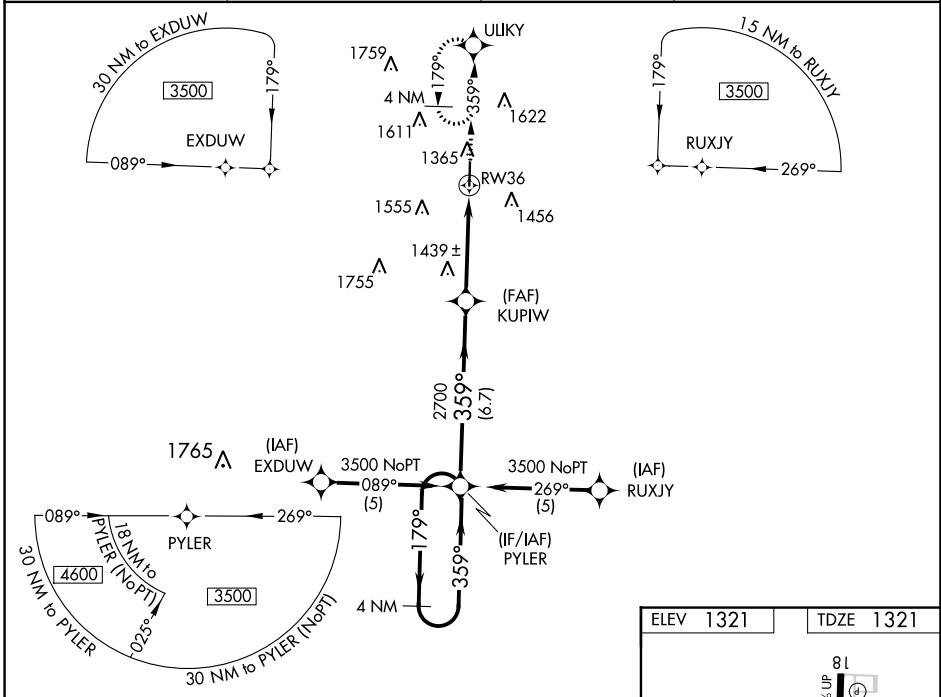 30 NM to EXDUW
3500
179°
EXDUW
089°
1759
ULIKY
179°
4 NM
359°
1622
1611
1365
RW36
1555
1456
1439 ±
1755
15 NM to RUXJY
179°
3500
RUXJY
269°
(FAF)
KUPIW
2700
359°
(6.7)
1765
(IAF)
EXDUW
3500 NoPT
089°
(5)
3500 NoPT
269°
(5)
(IAF)
RUXJY
(IF/IAF)
PYLER
179°
359°
4 NM
089°
269°
PYLER
18 NM to
PYLER (NoPT)
4600
3500
025°
30 NM to PYLER
30 NM to PYLER (NoPT)
ELEV 1321
TDZE 1321
18
UP
P